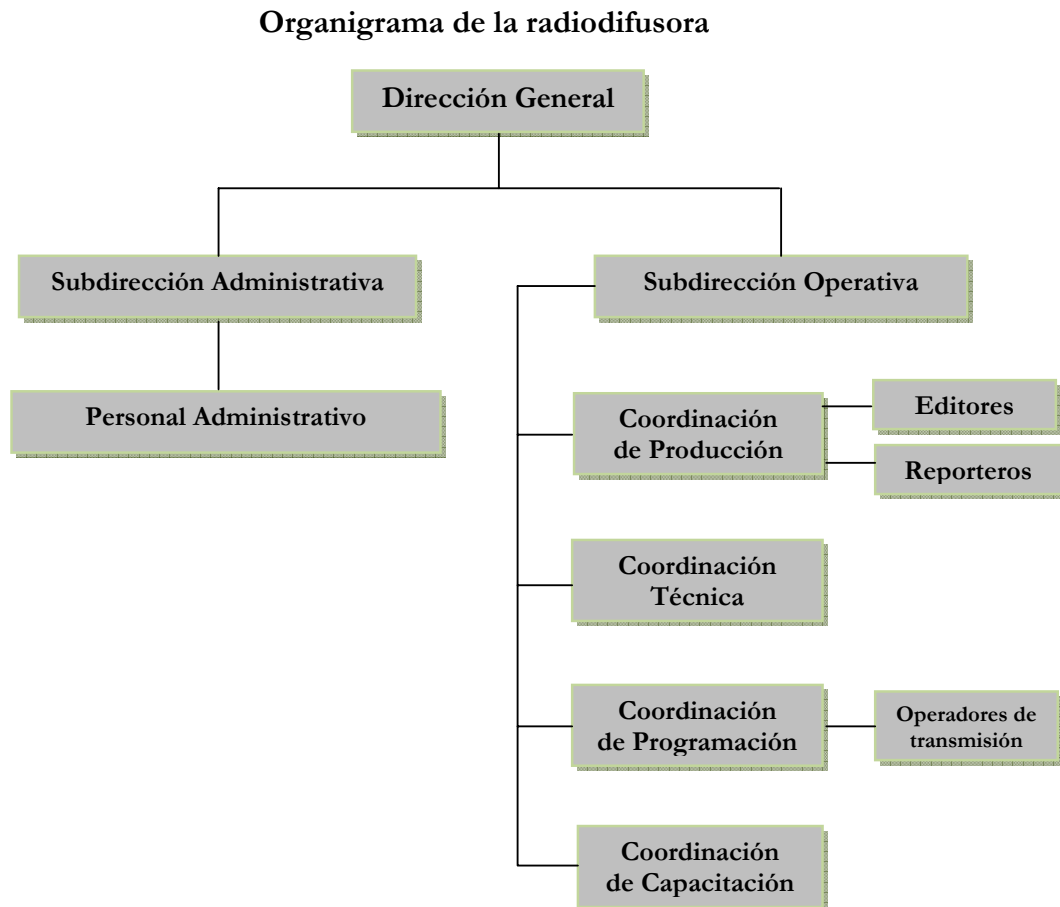 Organigrama de la radiodifusora
Dirección General
Subdirección Administrativa
Subdirección Operativa
Personal Administrativo
Coordinación
de Producción
Editores
Reporteros
Coordinación
Técnica
Coordinación
de Programación
Operadores de
transmisión
Coordinación
de Capacitación